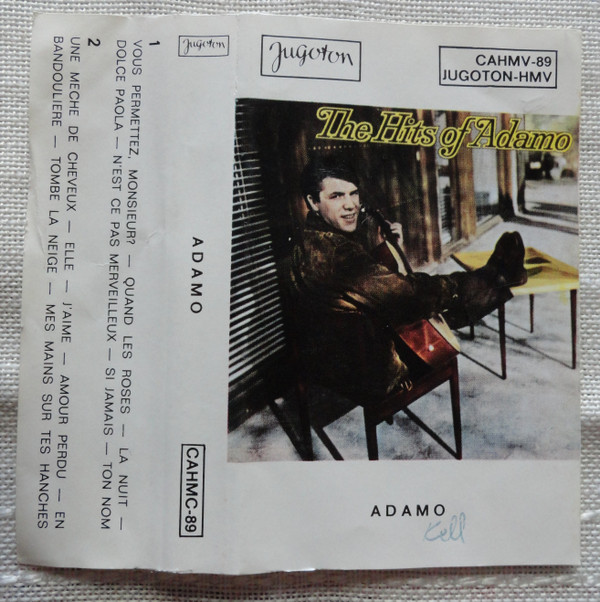 1
VOUS PERMETTEZ, MONSIEUR? — QUAND LES ROSES — LA NUIT —
DOLCE PAOLA — N'EST CE PAS MERVEILLEUX — SI JAMAIS — TON NOM
2
UNE MECHE DE CHEVEUX — ELLE — J'AIME — AMOUR PERDU — EN
BANDOULIERE — TOMBE LA NEIGE — MES MAINS SUR TES HANCHES
Jugoton
ADAMO
CAHMC-89
Jugoton
CAHMV-89
JUGOTON-HMV
The Hits of Adamo
ADAMO